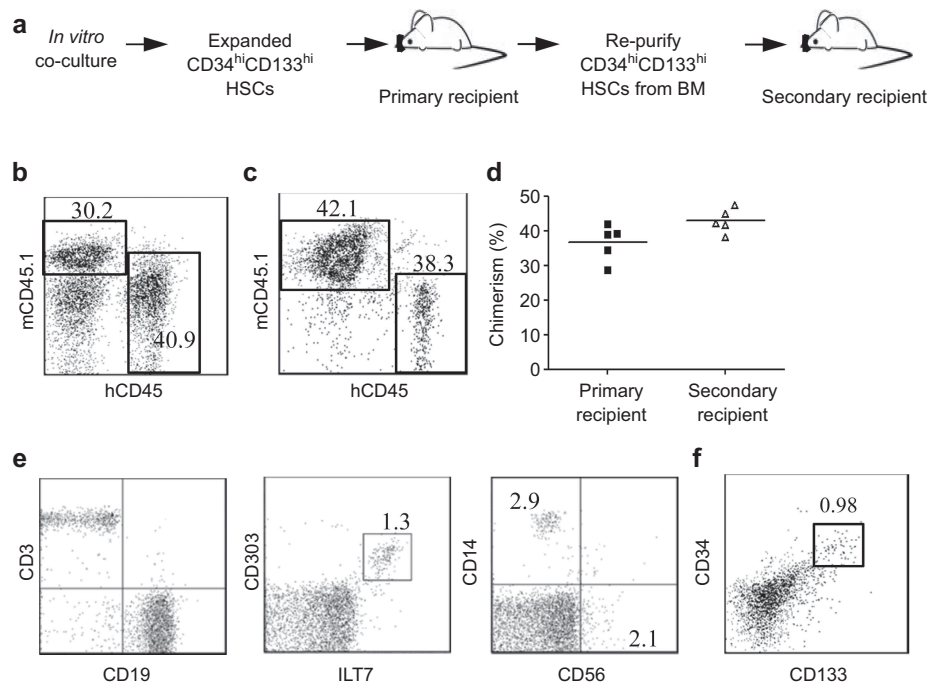 a
In vitro
co-culture
Expanded
CD34hiCD133hi
HSCs
Primary recipient
Re-purify
CD34hiCD133hi
HSCs from BM
Secondary recipient
b
30.2
40.9
mCD45.1
hCD45
c
42.1
38.3
mCD45.1
hCD45
d
50
40
30
40
10
0
Chimerism (%)
Primary
recipient
Secondary
recipient
e
CD3
CD19
1.3
CD303
ILT7
2.9
2.1
CD14
CD56
f
0.98
CD34
CD133